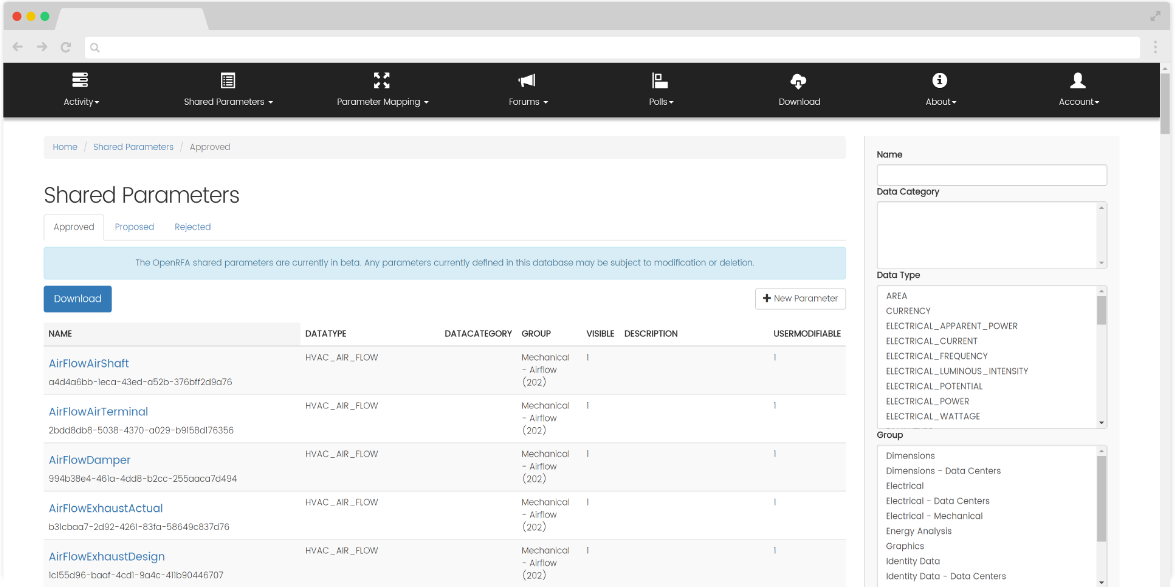 Activity
Shared Parameters
Parameter Mapping
Forums
Polls
Download
About
Account
Home / Shared Parameters / Approved
Shared Parameters
Approved Proposed Rejected
The OpenRFA shared parameters are currently in beta. Any parameters currently defined in this database may be subject to modification or deletion.
Download
New Parameter
NAME DATATYPE DATACATEGORY GROUP VISIBLE DESCRIPTION USERMODIFIABLE
AirFlowAirShaft HVAC_AIR_FLOW Mechanical 1 1
- Airflow
a4d4a6bb-1eca-43ed-a52b-376bff2d9a76 (202)
AirFlowAirTerminal HVAC_AIR_FLOW Mechanical 1 1
- Airflow
2bdd8db8-5038-4370-a029-b9158d176356 (202)
AirFlowDamper HVAC_AIR_FLOW Mechanical 1 1
- Airflow
994b38e4-461a-4dd8-b2cc-255aaca7d494 (202)
AirFlowExhaustActual HVAC_AIR_FLOW Mechanical 1 1
- Airflow
b31cbaa7-2d92-4261-83fa-58649c837d76 (202)
AirFlowExhaustDesign HVAC_AIR_FLOW Mechanical 1 1
- Airflow
1c155d96-baaf-4cd1-9a4c-411b90446707 (202)
Name
Data Category
Data Type
AREA
CURRENCY
ELECTRICAL_APPARENT_POWER
ELECTRICAL_CURRENT
ELECTRICAL_FREQUENCY
ELECTRICAL_LUMINOUS_INTENSITY
ELECTRICAL_POTENTIAL
ELECTRICAL_POWER
ELECTRICAL_WATTAGE
Group
Dimensions
Dimensions - Data Centers
Electrical
Electrical - Data Centers
Electrical - Mechanical
Energy Analysis
Graphics
Identity Data
Identity Data - Data Centers